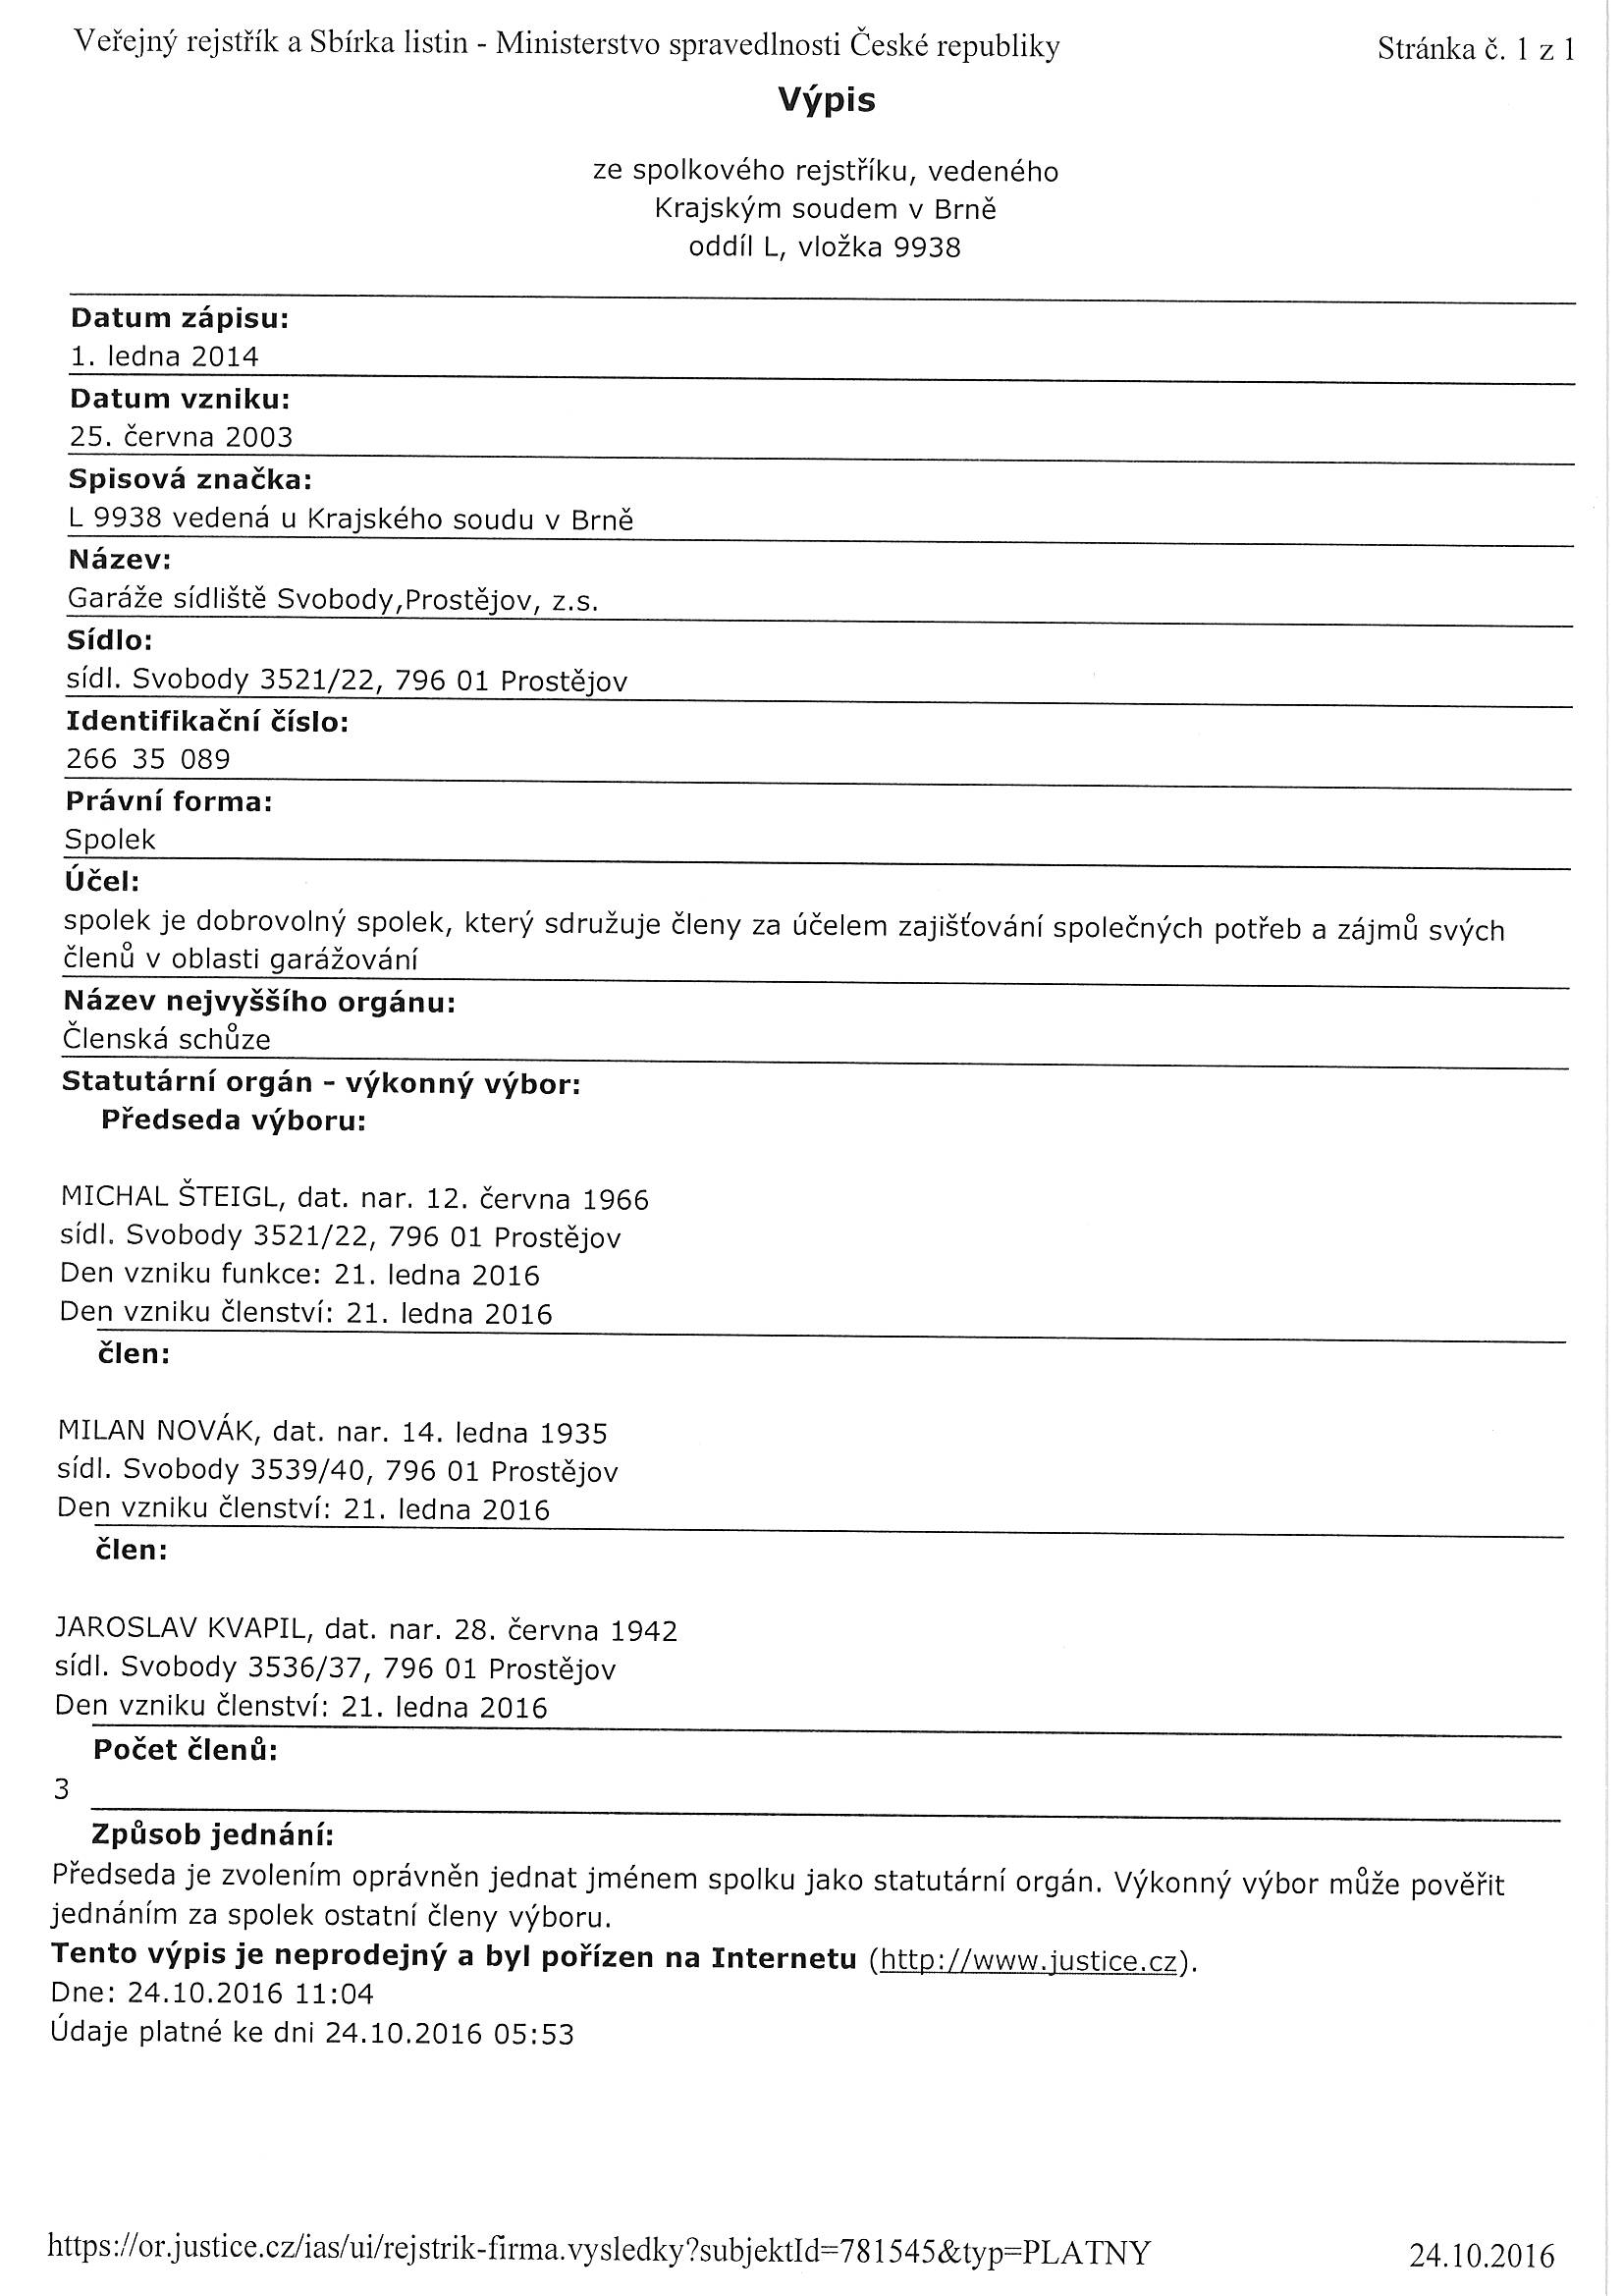 Veřejný rejstřík a Sbírka listin - Ministerstvo spravedlnosti České republiky
Stránka č. 1 z 1
Výpis
ze spolkového rejstříku, vedeného
Krajským soudem v Brně
oddíl L, vložka 9938
Datum zápisu:
1. ledna 2014
Datum vzniku:
25. června 2003
Spisová značka:
L 9938 vedená u Krajského soudu v Brně
Název:
Garáže sídliště Svobody,Prostějov, z.s.
Sídlo:
sídl. Svobody 3521/22, 796 01 Prostějov
Identifikační číslo:
266 35 089
Právní forma:
Spolek
Účel:
spolek je dobrovolný spolek, který sdružuje členy za účelem zajišťování společných potřeb a zájmů svých
členů v oblasti garážování
Název nejvyššího orgánu:
Členská schůze
Statutární orgán - výkonný výbor:
Předseda výboru:
MICHAL ŠTEIGL, dat. nar. 12. června 1966
sídl. Svobody 3521/22, 796 01 Prostějov
Den vzniku funkce: 21. ledna 2016
Den vzniku členství: 21. ledna 2016
člen:
MILAN NOVÁK, dat. nar. 14. ledna 1935
sídl. Svobody 3539/40, 796 01 Prostějov
Den vzniku členství: 21. ledna 2016
člen:
JAROSLAV KVAPIL, dat. nar. 28. června 1942
sídl. Svobody 3536/37, 796 01 Prostějov
Den vzniku členství: 21. ledna 2016
Počet členů:
3
Způsob jednání:
Předseda je zvolením oprávněn jednat jménem spolku jako statutární orgán. Výkonný výbor může pověřit
jednáním za spolek ostatní členy výboru.
Tento výpis je neprodejný a byl pořízen na Internetu (http://www.justice.cz).
Dne: 24.10.2016 11:04
Údaje platné ke dni 24.10.2016 05:53
https://or.justice.cz/ias/ui/rejstrik-firma.vysledky?subjektId=781545&typ=PLATNY
24.10.2016